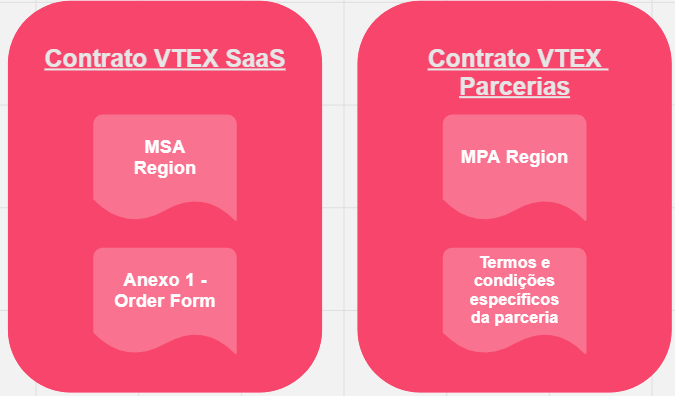 Contrato VTEX SaaS
MSA
Region
Anexo 1 -
Order Form
Contrato VTEX
Parcerias
MPA Region
Termos e
condições
específicos
da parceria